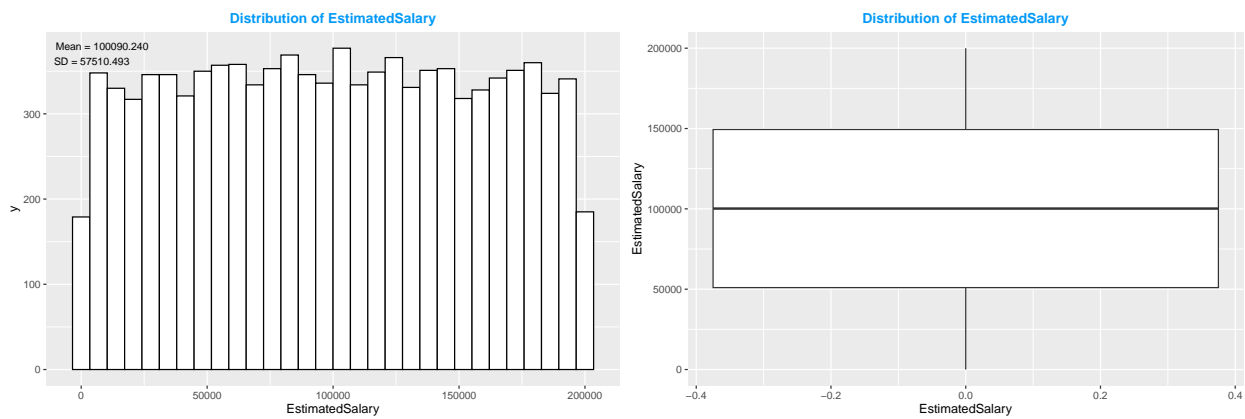 Distribution of EstimatedSalary
Mean = 100090.240
SD = 57510.493
300
200
100
0
y
0 50000 100000 150000 200000
EstimatedSalary
Distribution of EstimatedSalary
200000
150000
100000
50000
0
EstimatedSalary
−0.4 −0.2 0.0 0.2 0.4
EstimatedSalary